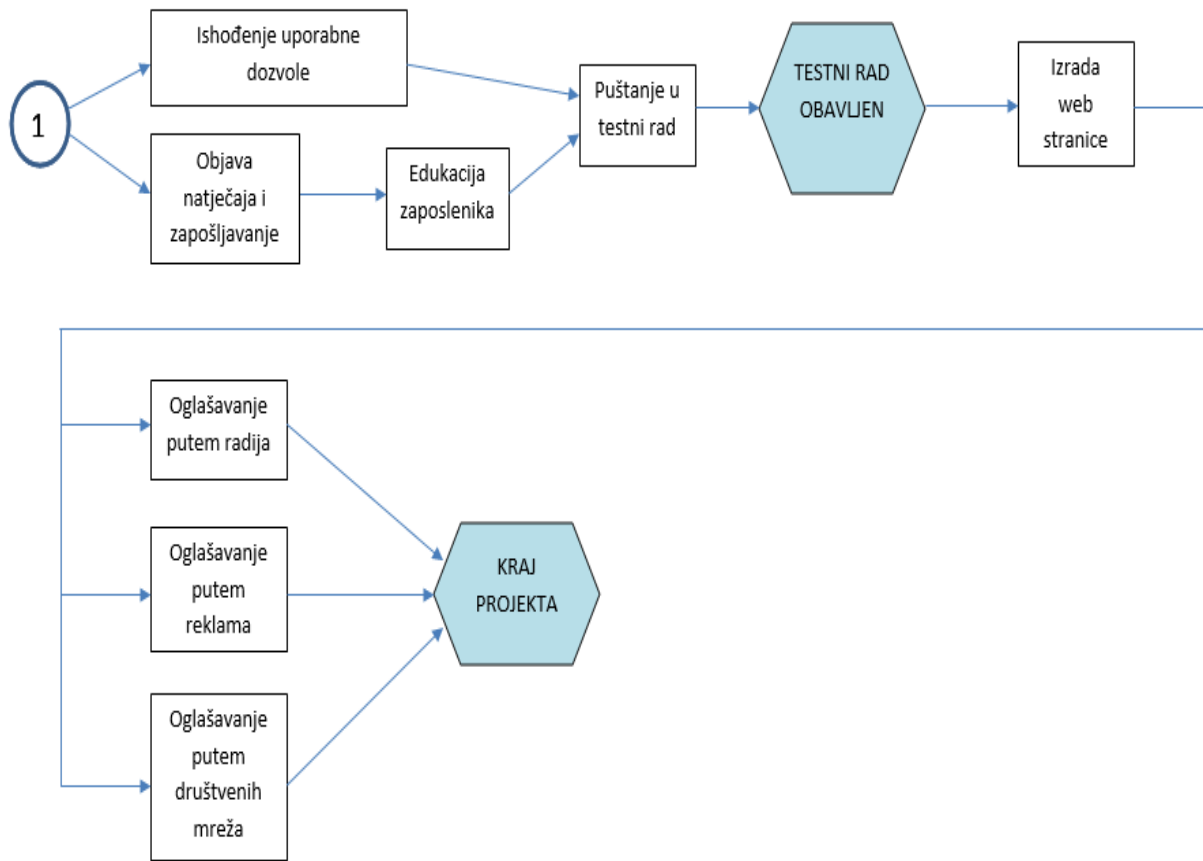 1
Ishođenje uporabne
dozvole
Objava
natječaja i
zapošljavanje
Edukacija
zaposlenika
Puštanje u
testni rad
TESTNI RAD
OBAVLJEN
Izrada
web
stranice
Oglašavanje
putem radija
Oglašavanje
putem
reklama
Oglašavanje
putem
društvenih
mreža
KRAJ
PROJEKTA